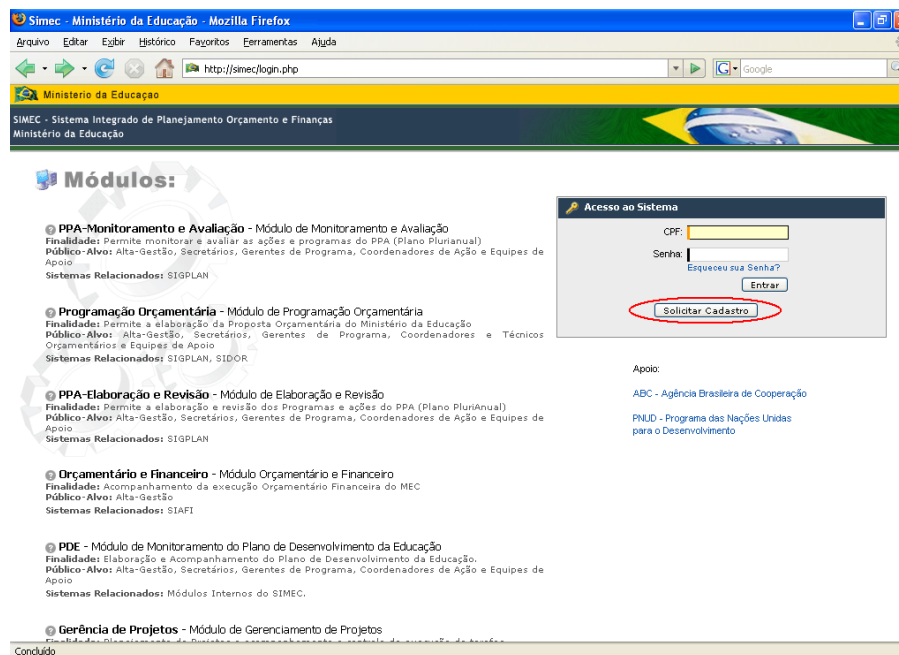 Simec - Ministério da Educação - Mozilla Firefox
Arquivo Editar Exibir Histórico Favoritos Ferramentas Ajuda
http://simec/login.php
G Google
Ministerio da Educaçao
SIMEC - Sistema Integrado de Planejamento Orçamento e Finanças
Ministério da Educação
Módulos:
PPA-Monitoramento e Avaliação - Módulo de Monitoramento e Avaliação
Finalidade: Permite monitorar e avaliar as ações e programas do PPA (Plano Plurianual)
Público-Alvo: Alta-Gestão, Secretários, Gerentes de Programa, Coordenadores de Ação e Equipes de
Apoio
Sistemas Relacionados: SIGPLAN
Programação Orçamentária - Módulo de Programação Orçamentária
Finalidade: Permite a elaboração da Proposta Orçamentária do Ministério da Educação
Público-Alvo: Alta-Gestão, Secretários, Gerentes de Programa, Coordenadores e Técnicos
Orçamentários e Equipes de Apoio
Sistemas Relacionados: SIGPLAN, SIDOR
PPA-Elaboração e Revisão - Módulo de Elaboração e Revisão
Finalidade: Permite a elaboração e revisão dos Programas e ações do PPA (Plano PluriAnual)
Público-Alvo: Alta-Gestão, Secretários, Gerentes de Programa, Coordenadores de Ação e Equipes de
Apoio
Sistemas Relacionados: SIGPLAN
Orçamentário e Financeiro - Módulo Orçamentário e Financeiro
Finalidade: Acompanhamento da execução Orçamentário Financeira do MEC
Público-Alvo: Alta-Gestão
Sistemas Relacionados: SIAFI
PDE - Módulo de Monitoramento do Plano de Desenvolvimento da Educação
Finalidade: Elaboração e Acompanhamento do Plano de Desenvolvimento da Educação.
Público-Alvo: Alta-Gestão, Secretários, Gerentes de Programa, Coordenadores de Ação e Equipes de
Apoio
Sistemas Relacionados: Módulos Internos do SIMEC.
Gerência de Projetos - Módulo de Gerenciamento de Projetos
Acesso ao Sistema
CPF:
Senha:
Esqueceu sua Senha?
Entrar
Solicitar Cadastro
Apoio:
ABC - Agência Brasileira de Cooperação
PNUD - Programa das Nações Unidas
para o Desenvolvimento
Concluído